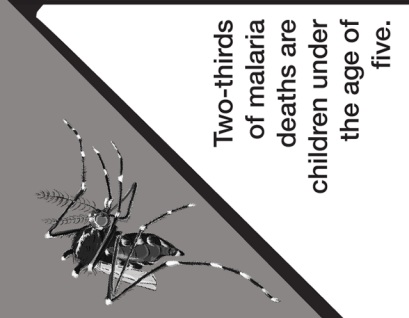 Two-thirds
of malaria
deaths are
children under
the age of
five.